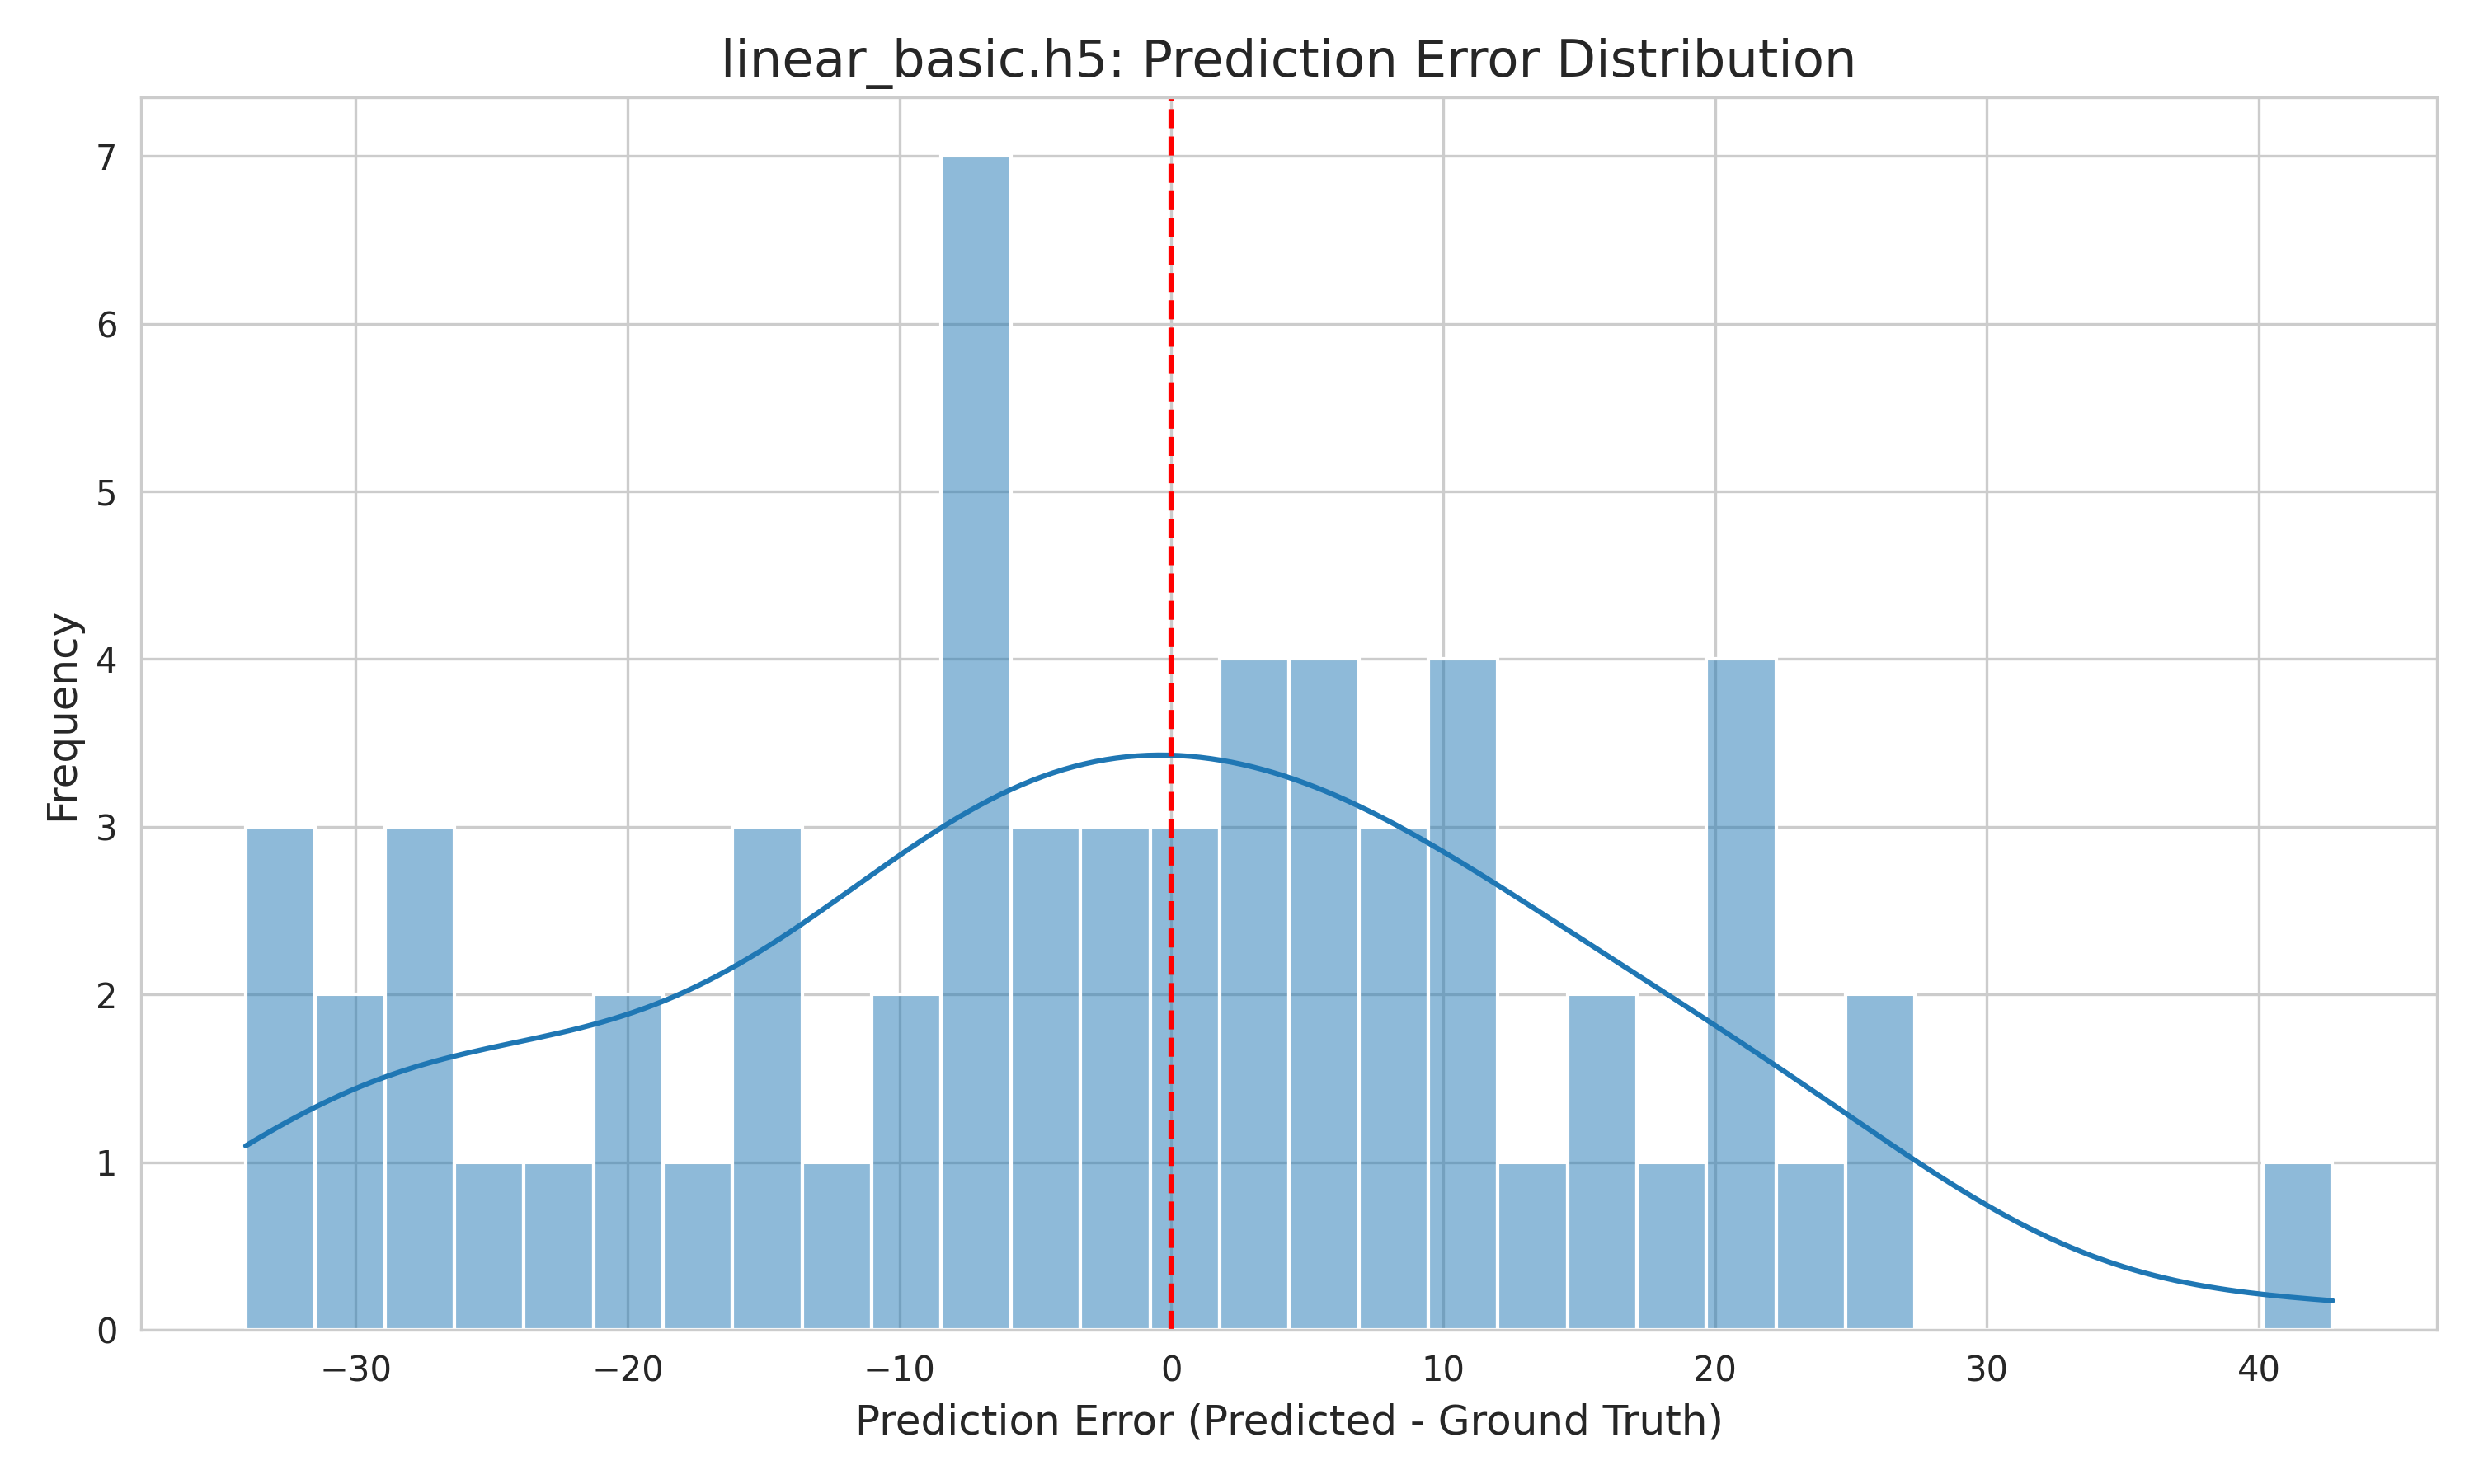 linear_basic.h5: Prediction Error Distribution
7
6
5
4
3
2
1
0
Frequency
−30 −20 −10 0 10 20 30 40
Prediction Error (Predicted - Ground Truth)